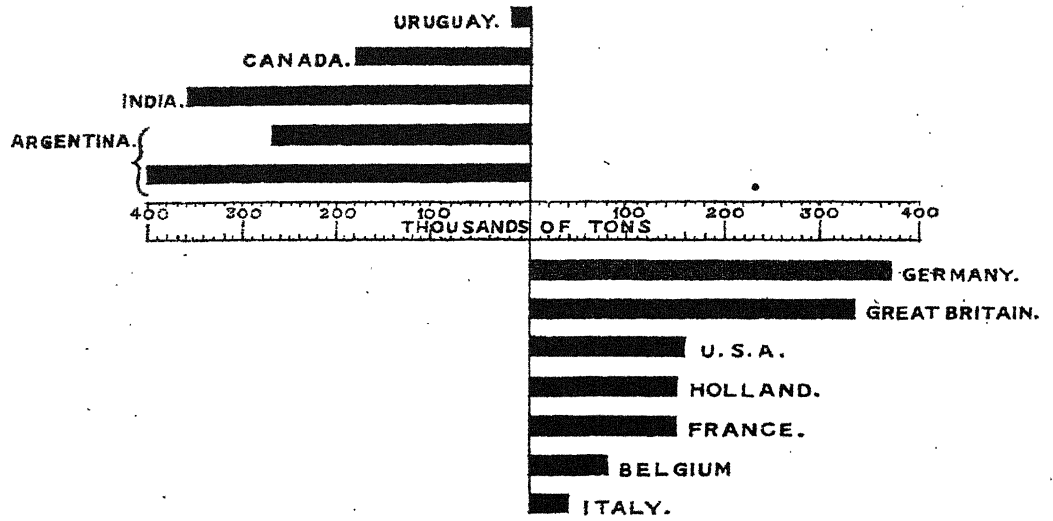 URUGUAY.
CANADA.
INDIA.
ARGENTINA.
400 300 200 100 100 200 300 400
THOUSANDS OF TONS
GERMANY.
GREAT BRITAIN.
U.S.A.
HOLLAND.
FRANCE.
BELGIUM
ITALY.